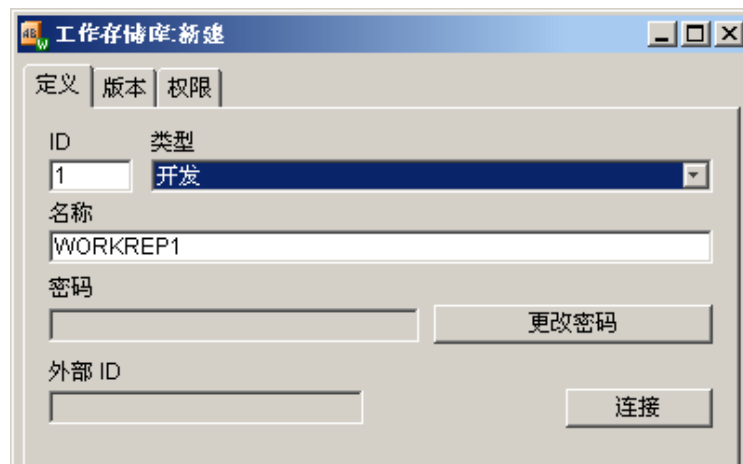 工作存储库:新建
定义 版本 权限
ID 类型
1 开发
名称
WORKREP1
密码
更改密码
外部 ID
连接